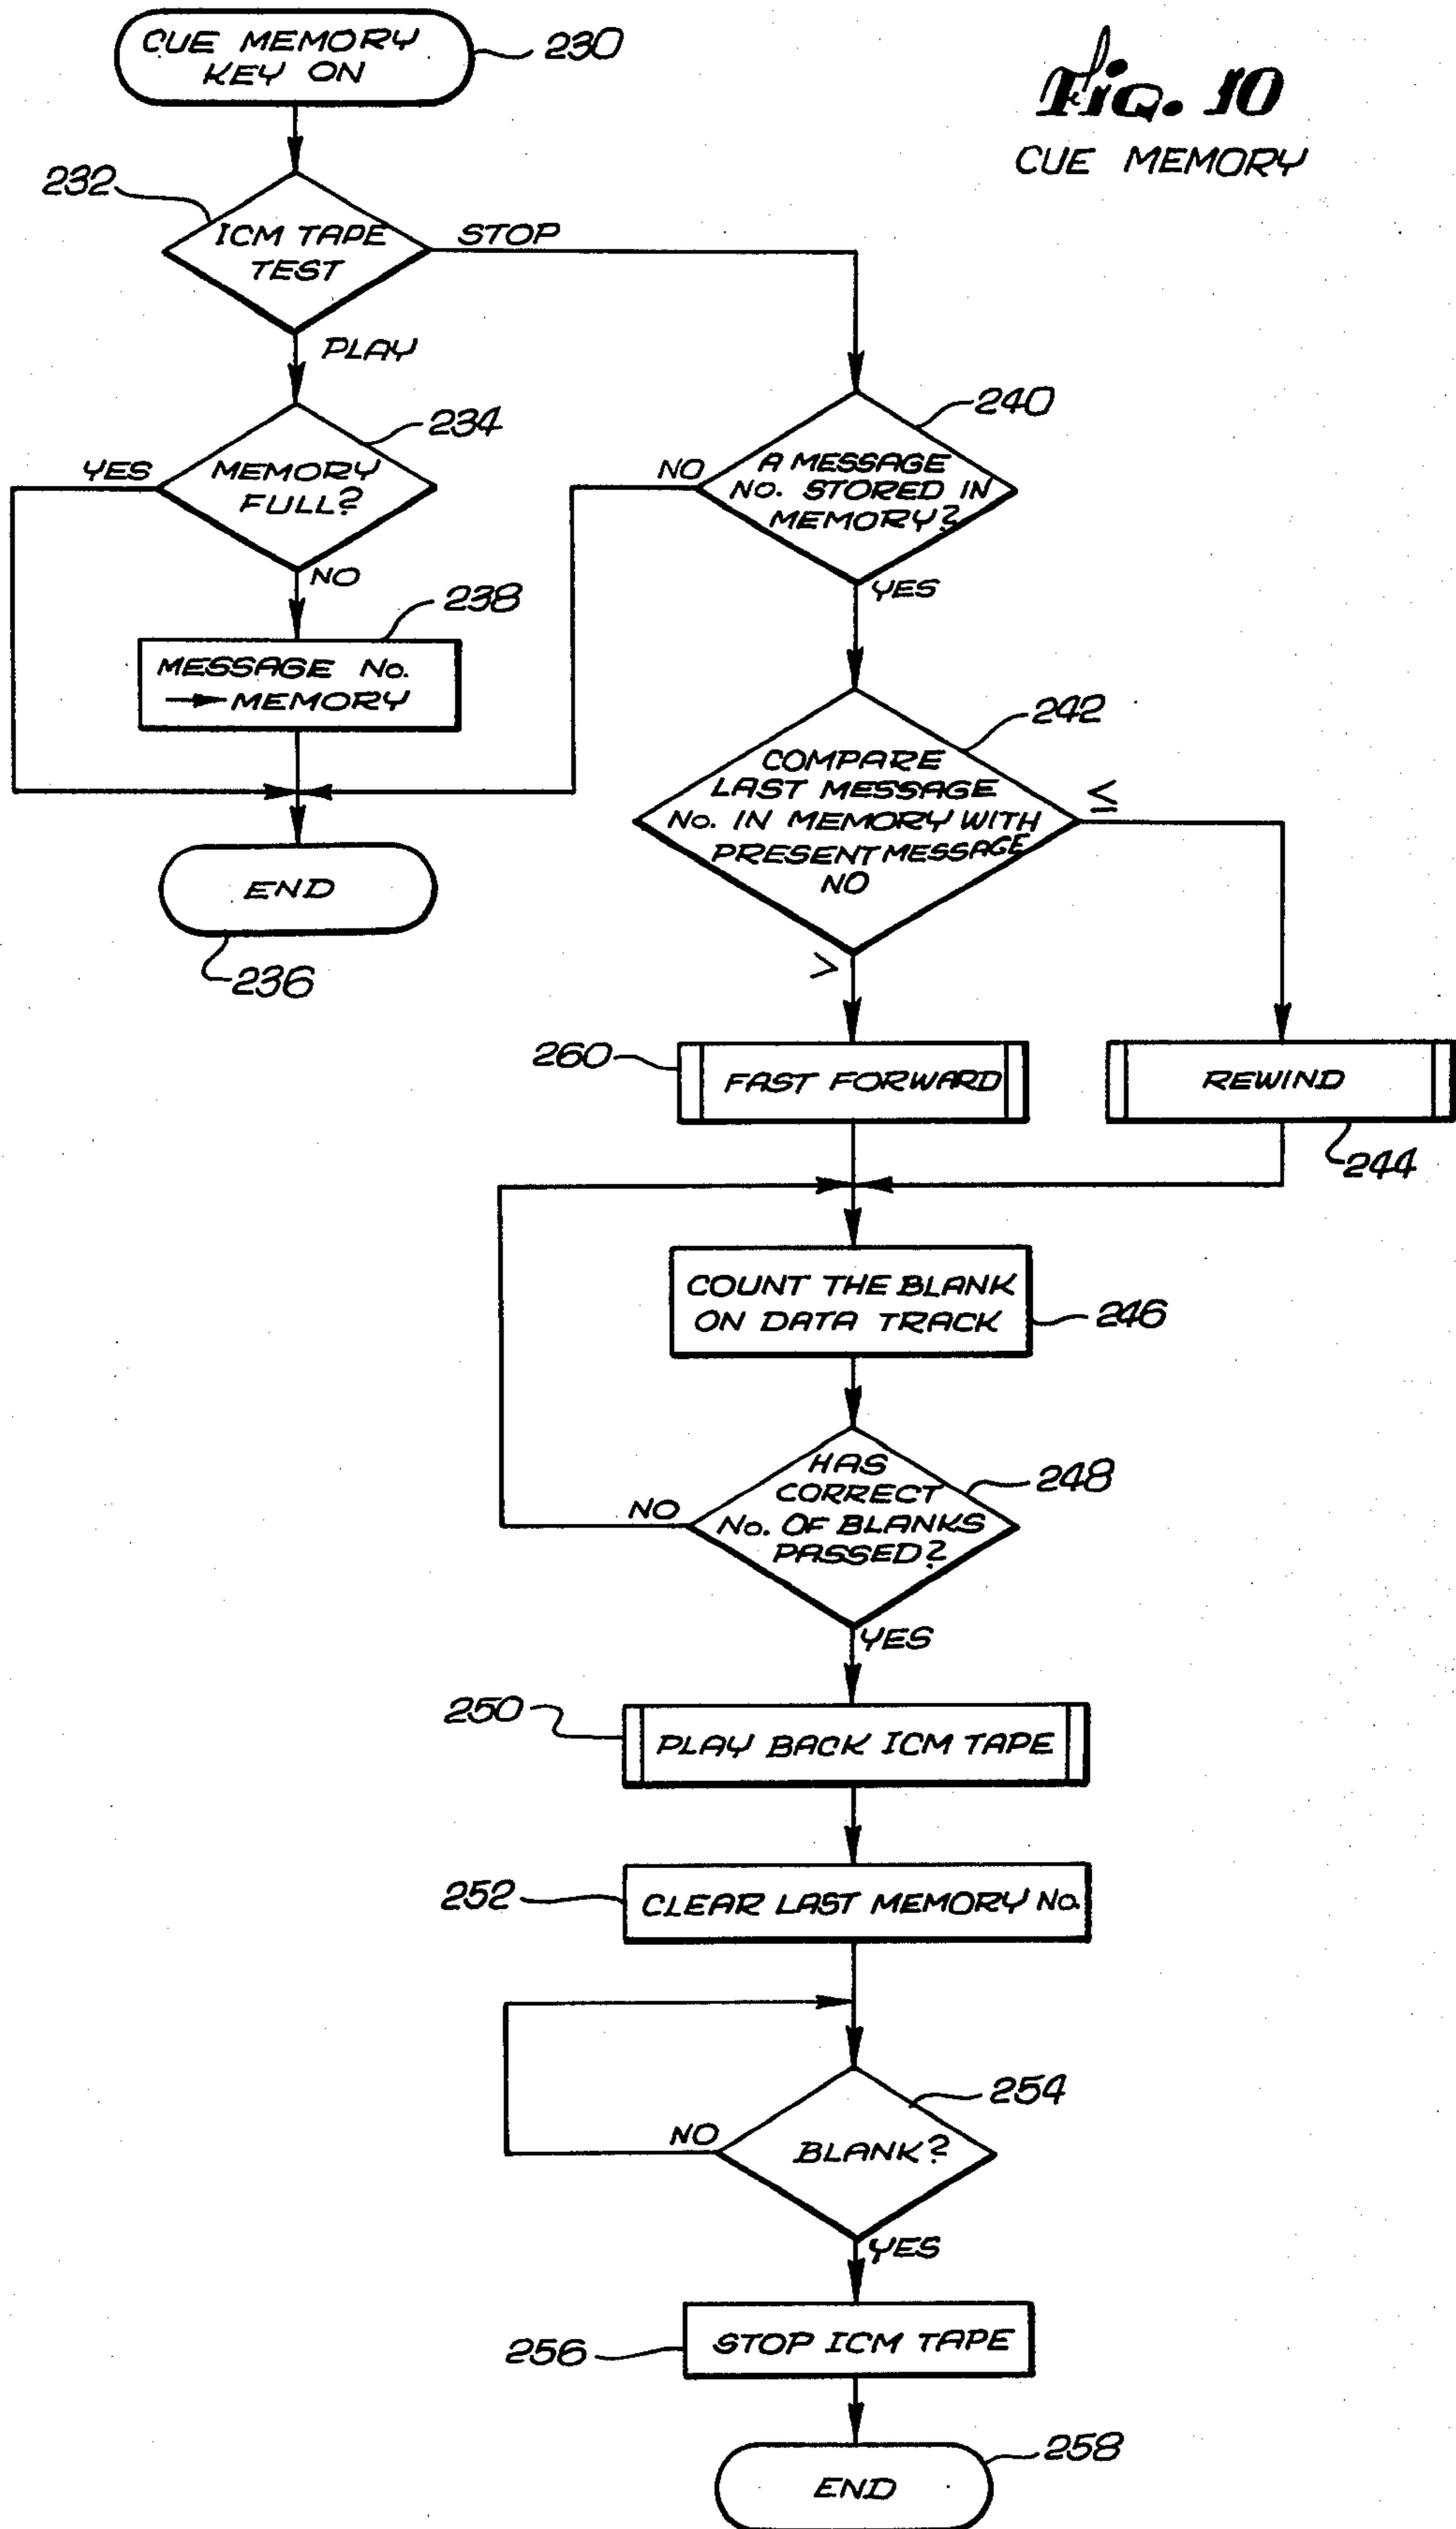 CUE MEMORY
KEY ON
230
Fig. 10
CUE MEMORY
232
ICM TAPE
TEST
STOP
PLAY
234
YES
MEMORY
FULL?
NO
240
NO
A MESSAGE
No. STORED IN
MEMORY?
YES
238
MESSAGE No.
→ MEMORY
242
COMPARE
LAST MESSAGE
No. IN MEMORY WITH
PRESENT MESSAGE
NO
≤
>
END
236
260
FAST FORWARD
REWIND
244
COUNT THE BLANK
ON DATA TRACK
246
HAS
CORRECT
No. OF BLANKS
PASSED?
248
NO
YES
250
PLAY BACK ICM TAPE
252
CLEAR LAST MEMORY No.
254
NO
BLANK?
YES
256
STOP ICM TAPE
258
END